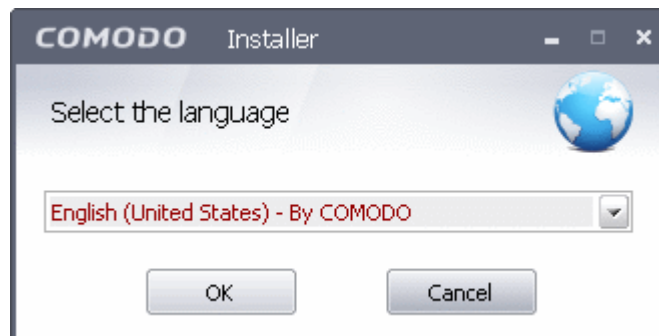 COMODO Installer
Select the language
English (United States) - By COMODO
OK Cancel